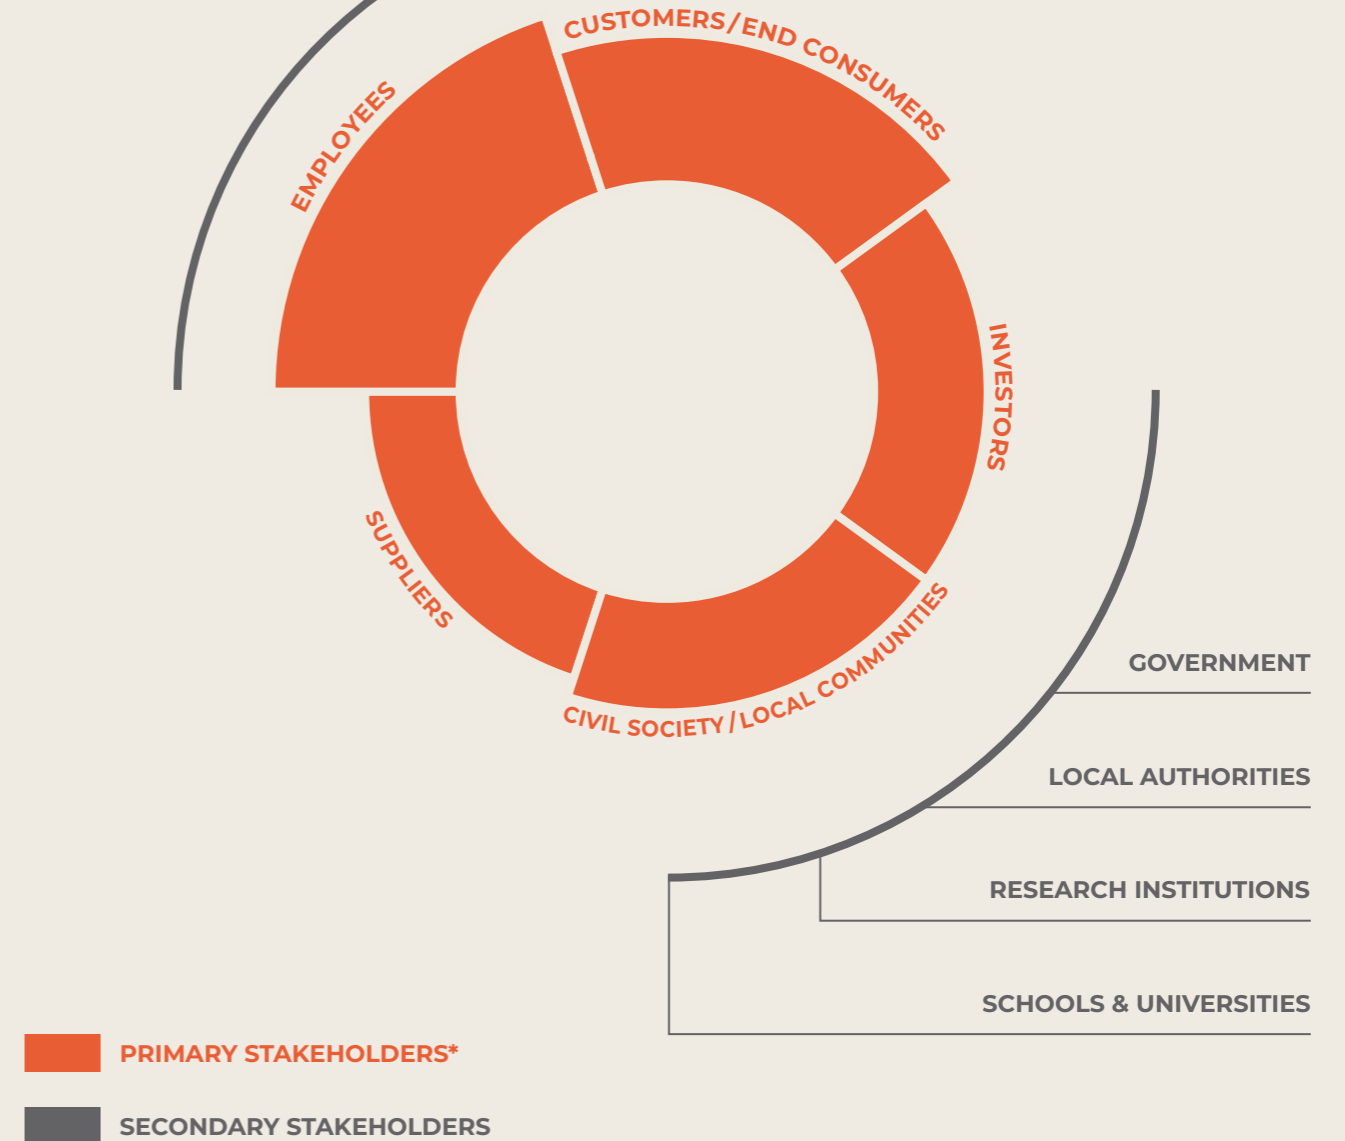 CUSTOMERS/END CONSUMERS
EMPLOYEES
INVESTORS
SUPPLIERS
CIVIL SOCIETY/LOCAL COMMUNITIES
GOVERNMENT
LOCAL AUTHORITIES
RESEARCH INSTITUTIONS
SCHOOLS & UNIVERSITIES
PRIMARY STAKEHOLDERS*
SECONDARY STAKEHOLDERS